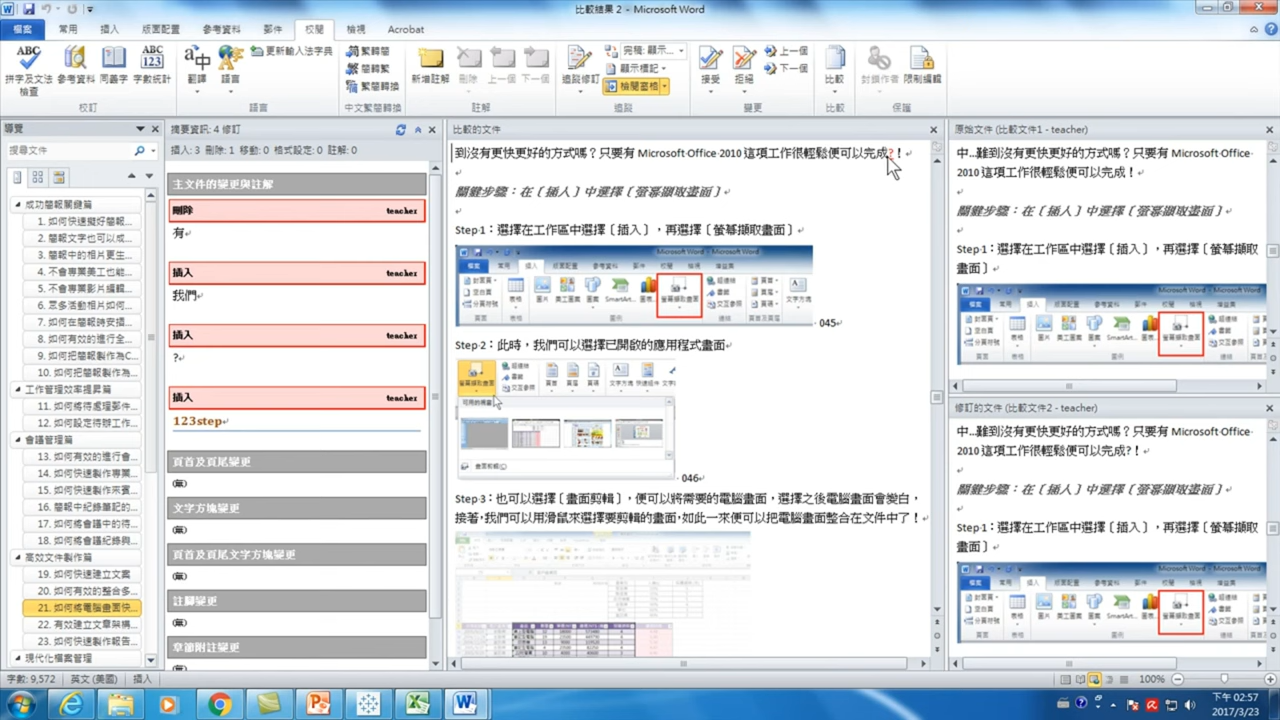 比較結果 2 - Microsoft Word
檔案 常用 插入 版面配置 參考資料 郵件 校閱 檢視 Acrobat
拼字及文法檢查 參考資料 同義字 字數統計
校訂
翻譯 語言 更新輸入法字典
語言
繁轉簡
簡轉繁
繁簡轉換
中文繁簡轉換
新增註解 刪除 上一個 下一個
註解
追蹤修訂 完稿: 顯示...
顯示標記
檢閱窗格
追蹤
接受 拒絕 上一個
下一個
變更
比較
比較
封鎖作者 限制編輯
保護
導覽
搜尋文件
成功簡報關鍵篇
1. 如何快速擬好簡報...
2. 簡報文字也可以成...
3. 簡報中的相片更生...
4. 不會專業美工也能...
5. 不會專業影片編輯...
6. 眾多活動相片如何...
7. 如何在簡報時安插...
8. 如何有效的進行全...
9. 如何把簡報製作為C...
10. 如何把簡報製作為...
工作管理效率提昇篇
11. 如何將待處理郵件...
12. 如何設定待辦工作...
會議管理篇
13. 如何有效的進行會...
14. 如何快速製作專業...
15. 如何快速製作來賓...
16. 簡報中紀錄筆記的...
17. 如何將會議中的待...
18. 如何將會議紀錄與...
高效文件製作篇
19. 如何快速建立文案
20. 如何有效的整合多...
21. 如何將電腦畫面快...
22. 有效建立文章架構...
23. 如何快速製作報告...
現代化檔案管理
摘要資訊: 4 修訂
插入: 3 刪除: 1 移動: 0 格式設定: 0 註解: 0
主文件的變更與註解
刪除 teacher
有
插入 teacher
我們
插入 teacher
?
插入 teacher
123step
頁首及頁尾變更
(無)
文字方塊變更
(無)
頁首及頁尾文字方塊變更
(無)
註腳變更
(無)
章節附註變更
(無)
比較的文件
到沒有更快更好的方式嗎？只要有 Microsoft Office 2010 這項工作很輕鬆便可以完成?！
關鍵步驟：在〔插入〕中選擇〔螢幕擷取畫面〕
Step 1：選擇在工作區中選擇〔插入〕，再選擇〔螢幕擷取畫面〕
045
Step 2：此時，我們可以選擇已開啟的應用程式畫面
046
Step 3：也可以選擇〔畫面剪輯〕，便可以將需要的電腦畫面，選擇之後電腦畫面會變白，
接著，我們可以用滑鼠來選擇要剪輯的畫面，如此一來便可以把電腦畫面整合在文件中了！
原始文件 (比較文件1 - teacher)
中...難到沒有更快更好的方式嗎？只要有 Microsoft Office
2010 這項工作很輕鬆便可以完成！
關鍵步驟：在〔插入〕中選擇〔螢幕擷取畫面〕
Step 1：選擇在工作區中選擇〔插入〕，再選擇〔螢幕擷取
畫面〕
修訂的文件 (比較文件2 - teacher)
中...難到沒有更快更好的方式嗎？只要有 Microsoft Office
2010 這項工作很輕鬆便可以完成?！
關鍵步驟：在〔插入〕中選擇〔螢幕擷取畫面〕
Step 1：選擇在工作區中選擇〔插入〕，再選擇〔螢幕擷取
畫面〕
字數: 9,572 英文 (美國) 插入 100%
下午 02:57
2017/3/23